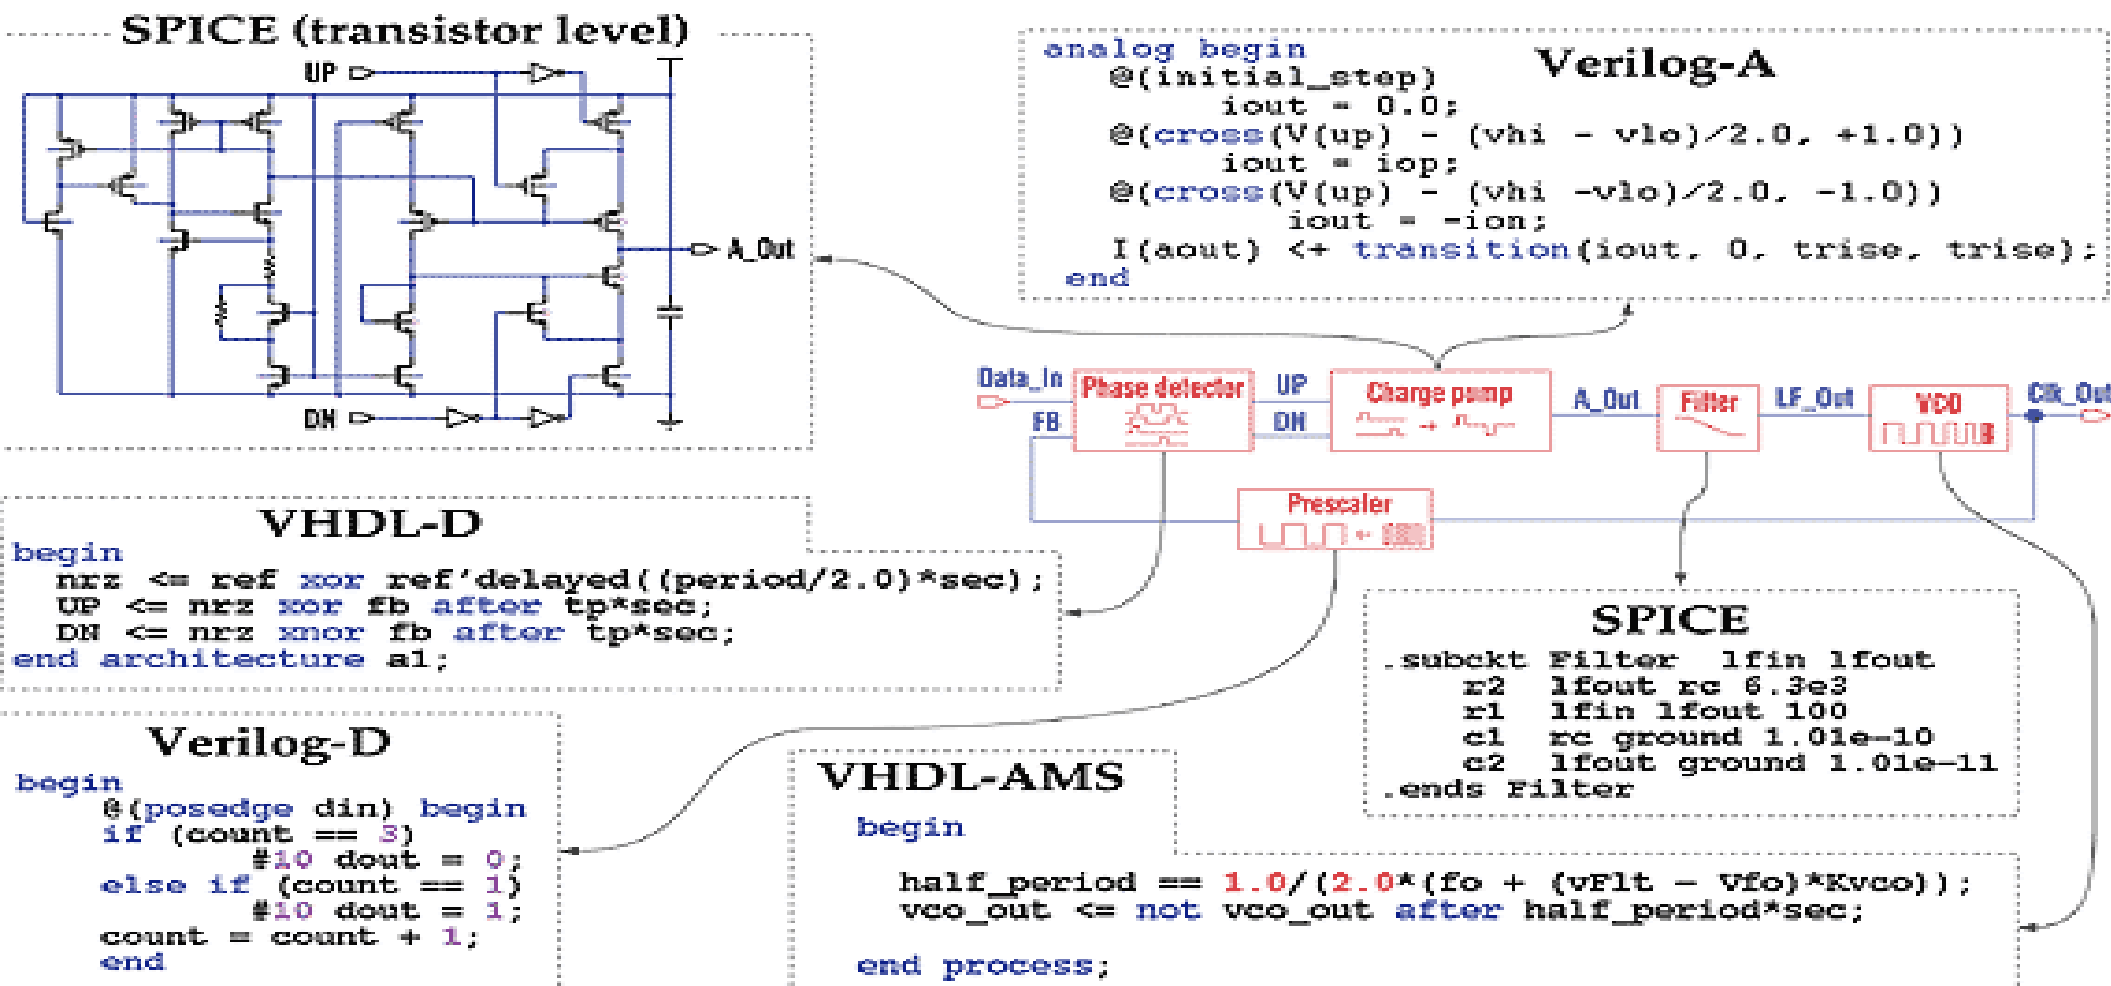 SPICE (transistor level)
UP
A_Out
DN
Verilog-A
analog begin
@(initial_step)
iout = 0.0;
@(cross(V(up) - (vhi - vlo)/2.0, +1.0))
iout = iop;
@(cross(V(up) - (vhi -vlo)/2.0, -1.0))
iout = -ion;
I(aout) <+ transition(iout, 0, trise, trise);
end
Data_In
FB
Phase detector
UP
DN
Charge pump
A_Out
Filter
LF_Out
VCO
Clk_Out
Prescaler
VHDL-D
begin
nrz <= ref xor ref'delayed((period/2.0)*sec);
UP <= nrz xor fb after tp*sec;
DN <= nrz xnor fb after tp*sec;
end architecture a1;
SPICE
.subckt Filter lfin lfout
r2 lfout rc 6.3e3
r1 lfin lfout 100
c1 rc ground 1.01e-10
c2 lfout ground 1.01e-11
.ends Filter
Verilog-D
begin
@(posedge din) begin
if (count == 3)
#10 dout = 0;
else if (count == 1)
#10 dout = 1;
count = count + 1;
end
VHDL-AMS
begin
half_period == 1.0/(2.0*(fo + (vFlt - Vfo)*Kvco));
vco_out <= not vco_out after half_period*sec;
end process;